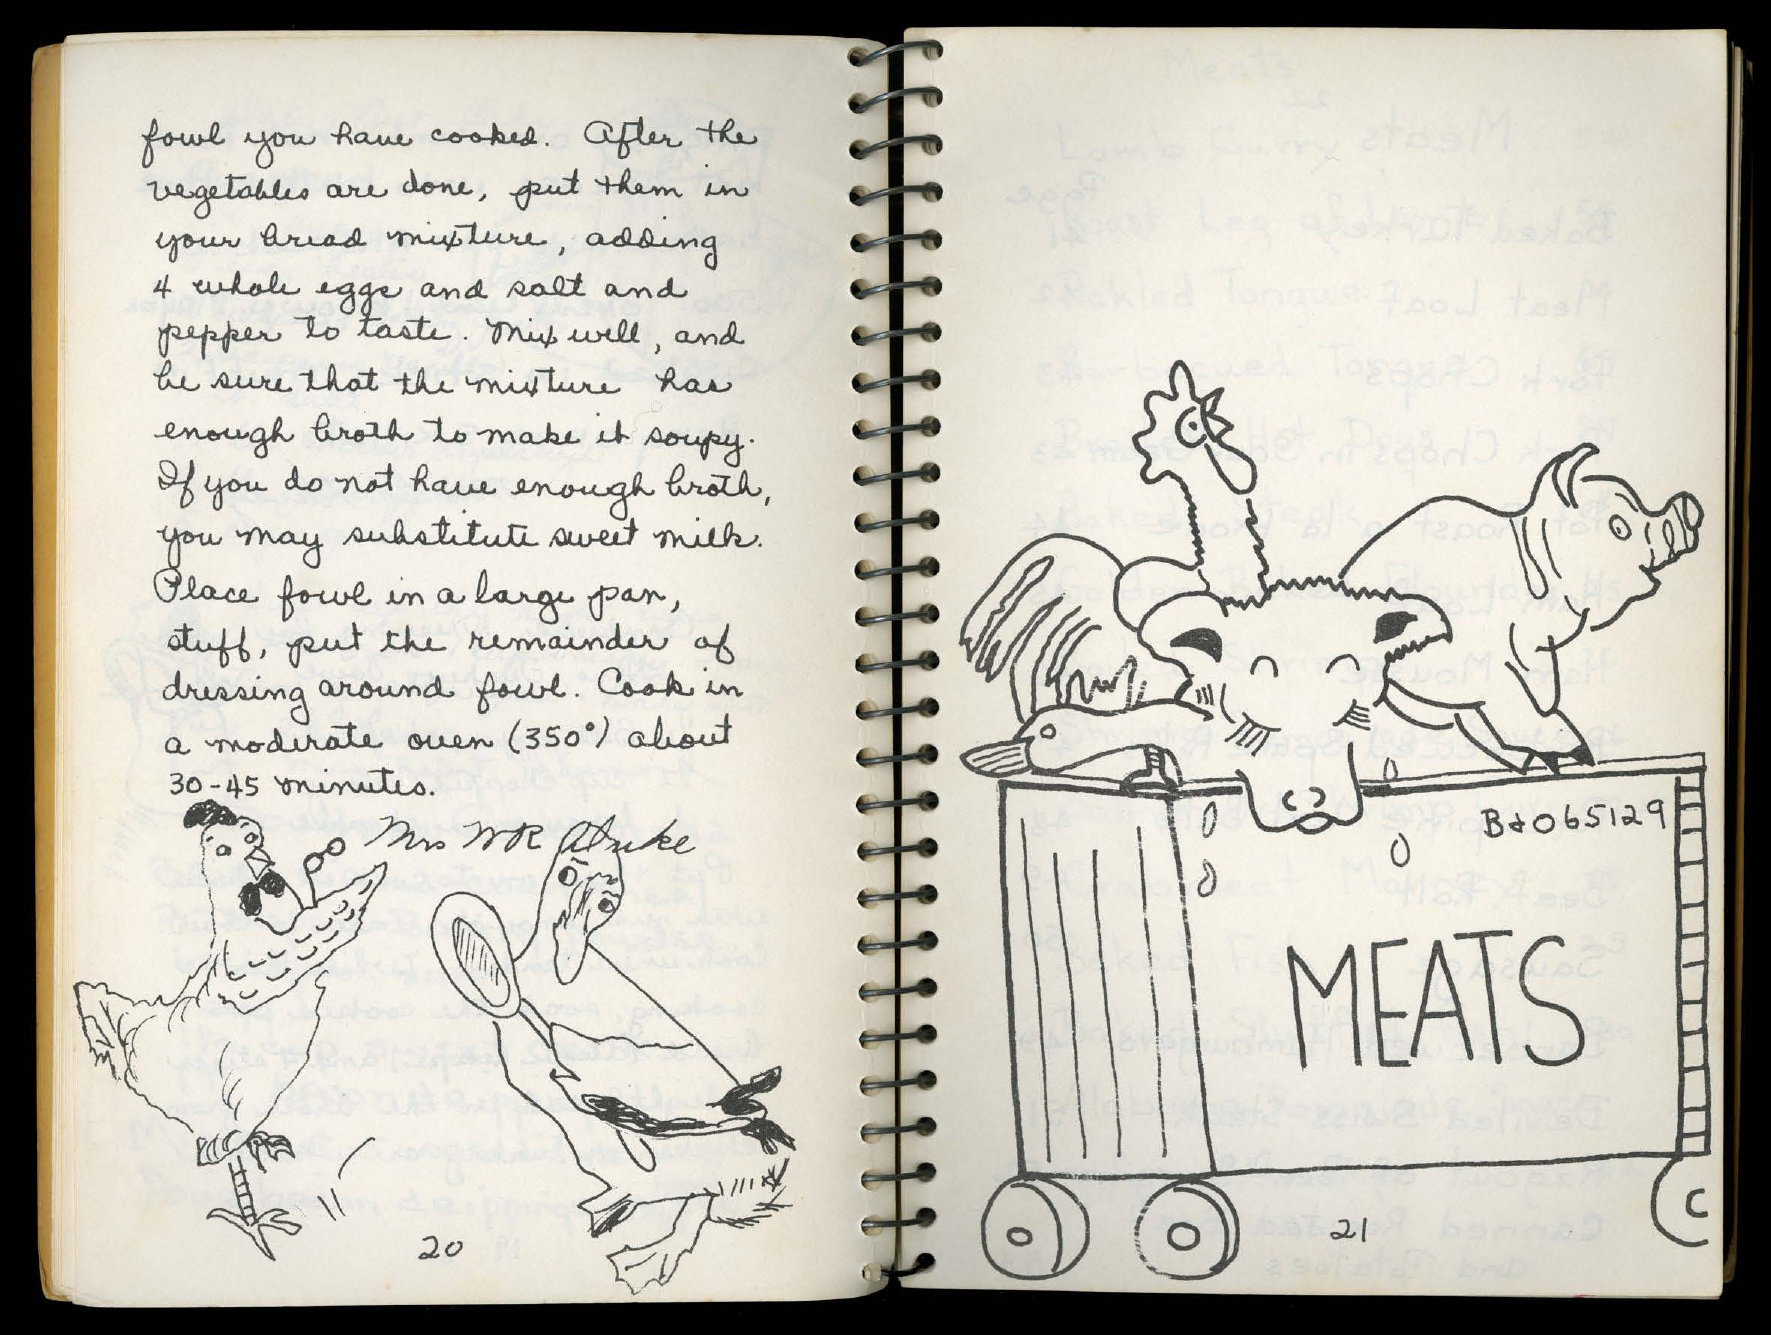 fowl you have cooked. After the
vegetables are done, put them in
your bread mixture, adding
4 whole eggs and salt and
pepper to taste. Mix well, and
be sure that the mixture has
enough broth to make it soupy.
If you do not have enough broth,
you may substitute sweet milk.
Place fowl in a large pan,
stuff, put the remainder of
dressing around fowl. Cook in
a moderate oven (350°) about
30-45 minutes.
Mrs WR
20
B&O65129
MEATS
21